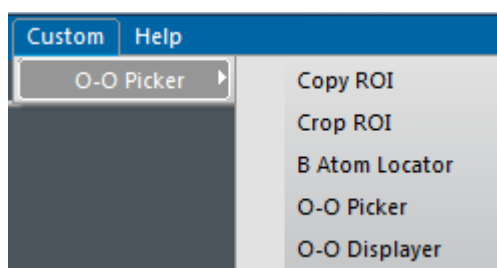 Custom Help
O-O Picker
Copy ROI
Crop ROI
B Atom Locator
O-O Picker
O-O Displayer